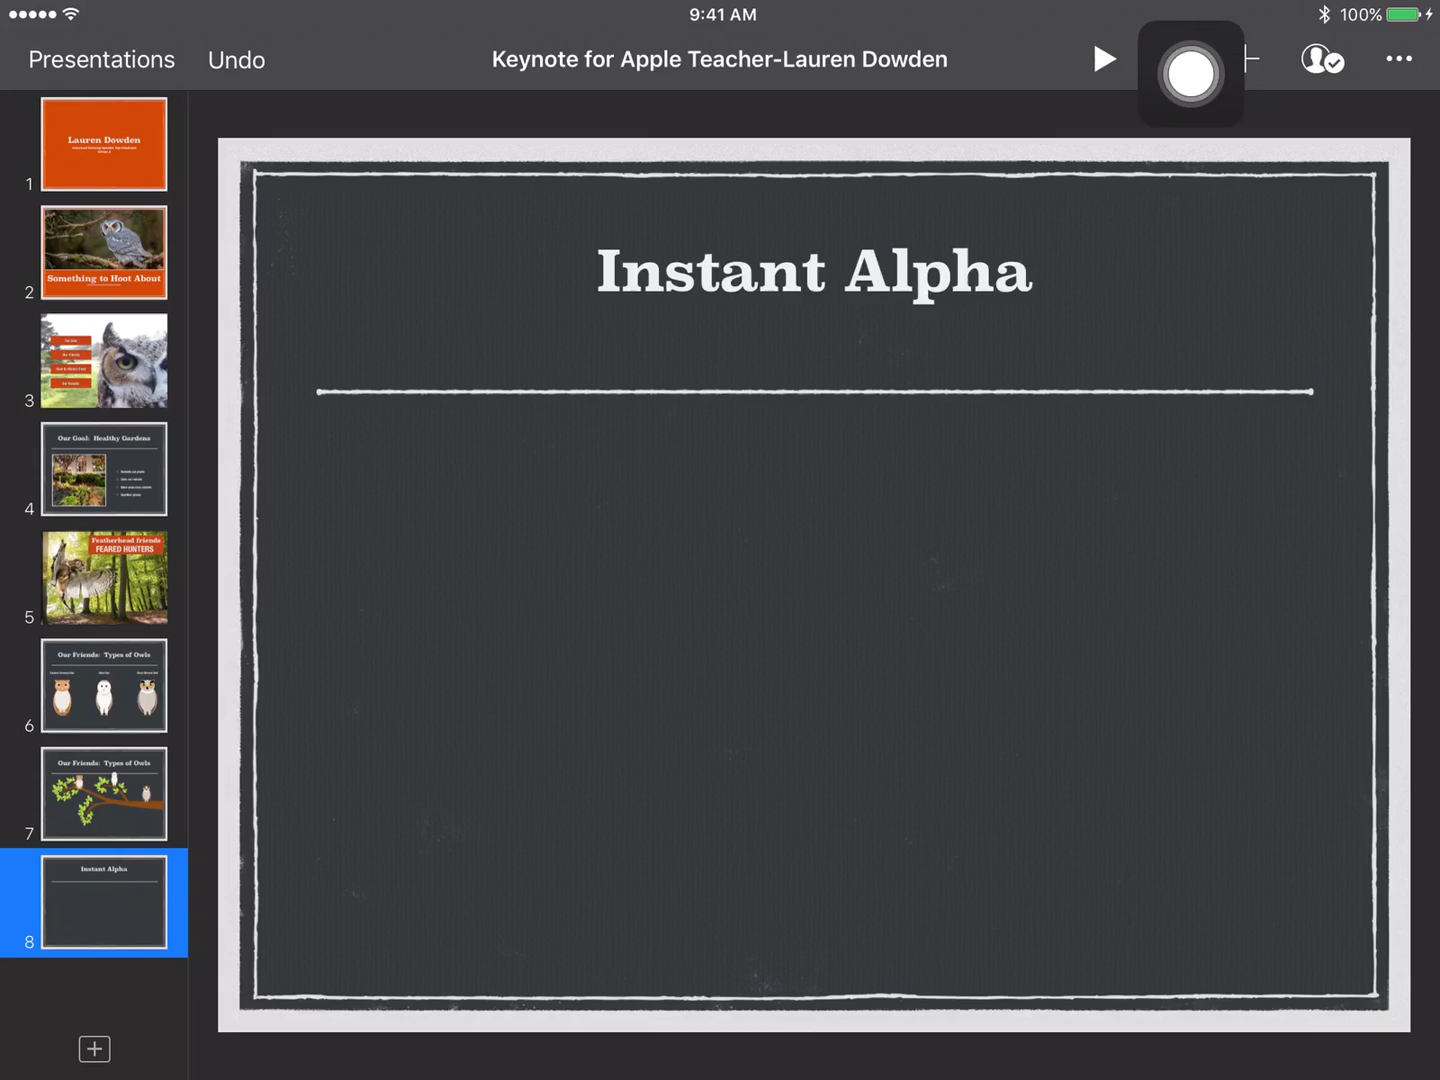 9:41 AM
100%
Presentations
Undo
Keynote for Apple Teacher-Lauren Dowden
Lauren Dowden
1
Something to Hoot About
2
3
Our Goal: Healthy Gardens
4
Featherhead friends
FEARED HUNTERS
5
Our Friends: Types of Owls
6
Our Friends: Types of Owls
7
Instant Alpha
8
Instant Alpha